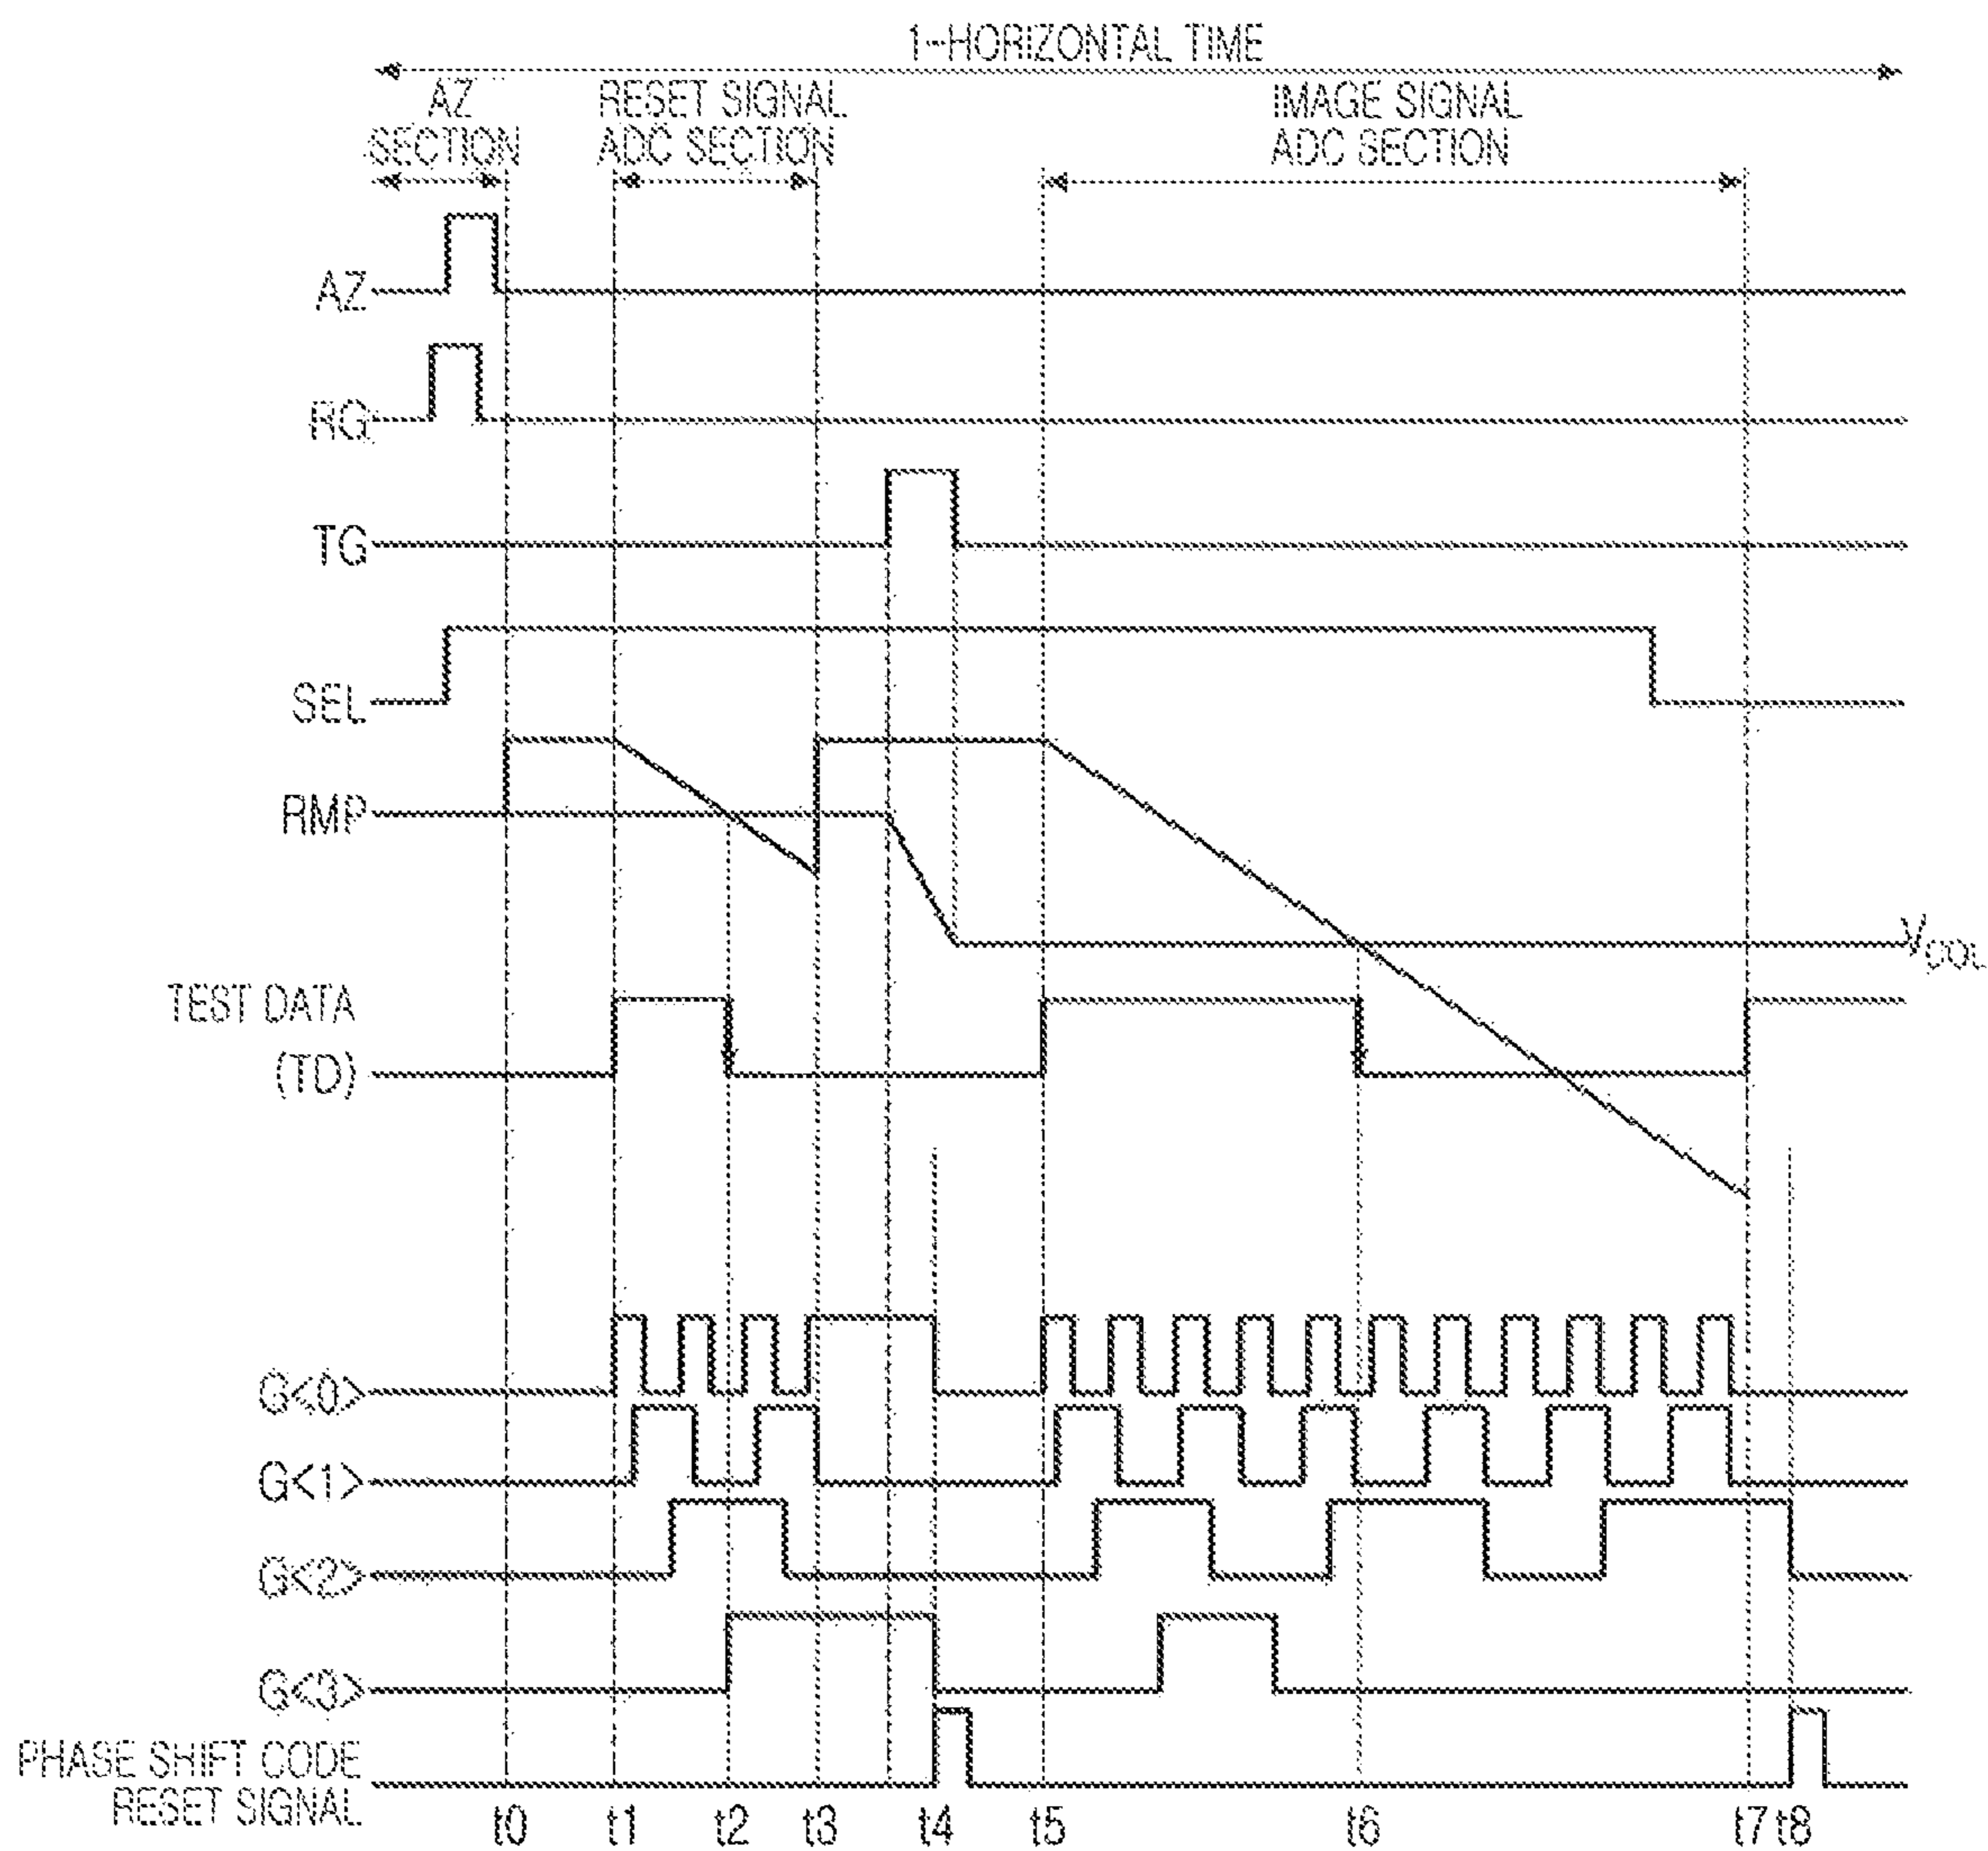 1-HORIZONTAL TIME
AZ
SECTION
RESET SIGNAL
ADC SECTION
IMAGE SIGNAL
ADC SECTION
AZ
RG
TG
SEL
RMP
VCOL
TEST DATA
(TD)
G<0>
G<1>
G<2>
G<3>
PHASE SHIFT CODE
RESET SIGNAL
t0 t1 t2 t3 t4 t5 t6 t7 t8